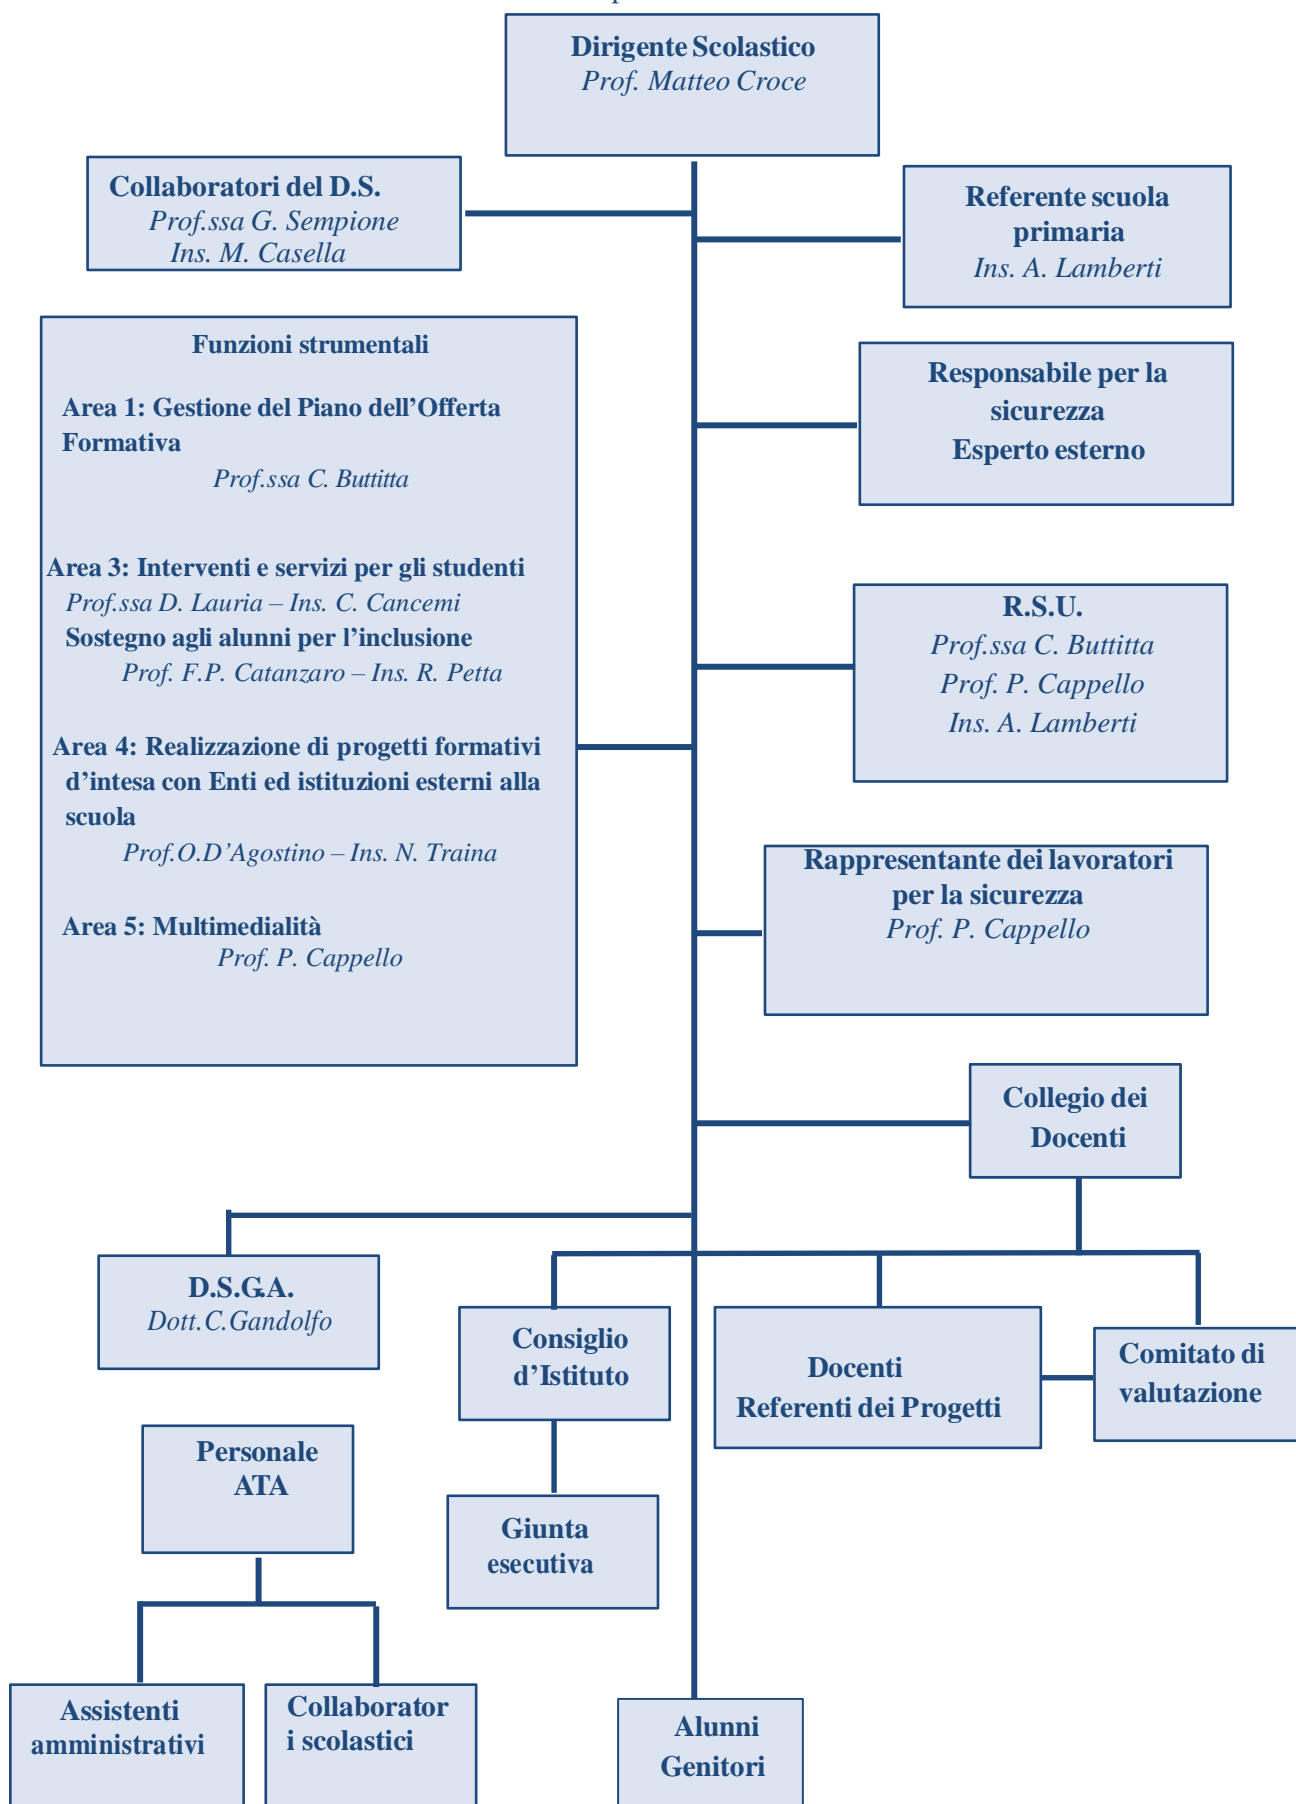 Dirigente Scolastico
Prof. Matteo Croce
Collaboratori del D.S.
Prof.ssa G. Sempione
Ins. M. Casella
Referente scuola
primaria
Ins. A. Lamberti
Funzioni strumentali
Area 1: Gestione del Piano dell’Offerta
Formativa
Prof.ssa C. Buttitta
Area 3: Interventi e servizi per gli studenti
Prof.ssa D. Lauria – Ins. C. Cancemi
Sostegno agli alunni per l’inclusione
Prof. F.P. Catanzaro – Ins. R. Petta
Area 4: Realizzazione di progetti formativi
d’intesa con Enti ed istituzioni esterni alla
scuola
Prof.O.D’Agostino – Ins. N. Traina
Area 5: Multimedialità
Prof. P. Cappello
Responsabile per la
sicurezza
Esperto esterno
R.S.U.
Prof.ssa C. Buttitta
Prof. P. Cappello
Ins. A. Lamberti
Rappresentante dei lavoratori
per la sicurezza
Prof. P. Cappello
Collegio dei
Docenti
D.S.G.A.
Dott.C.Gandolfo
Consiglio
d’Istituto
Docenti
Referenti dei Progetti
Comitato di
valutazione
Personale
ATA
Giunta
esecutiva
Assistenti
amministrativi
Collaborator
i scolastici
Alunni
Genitori